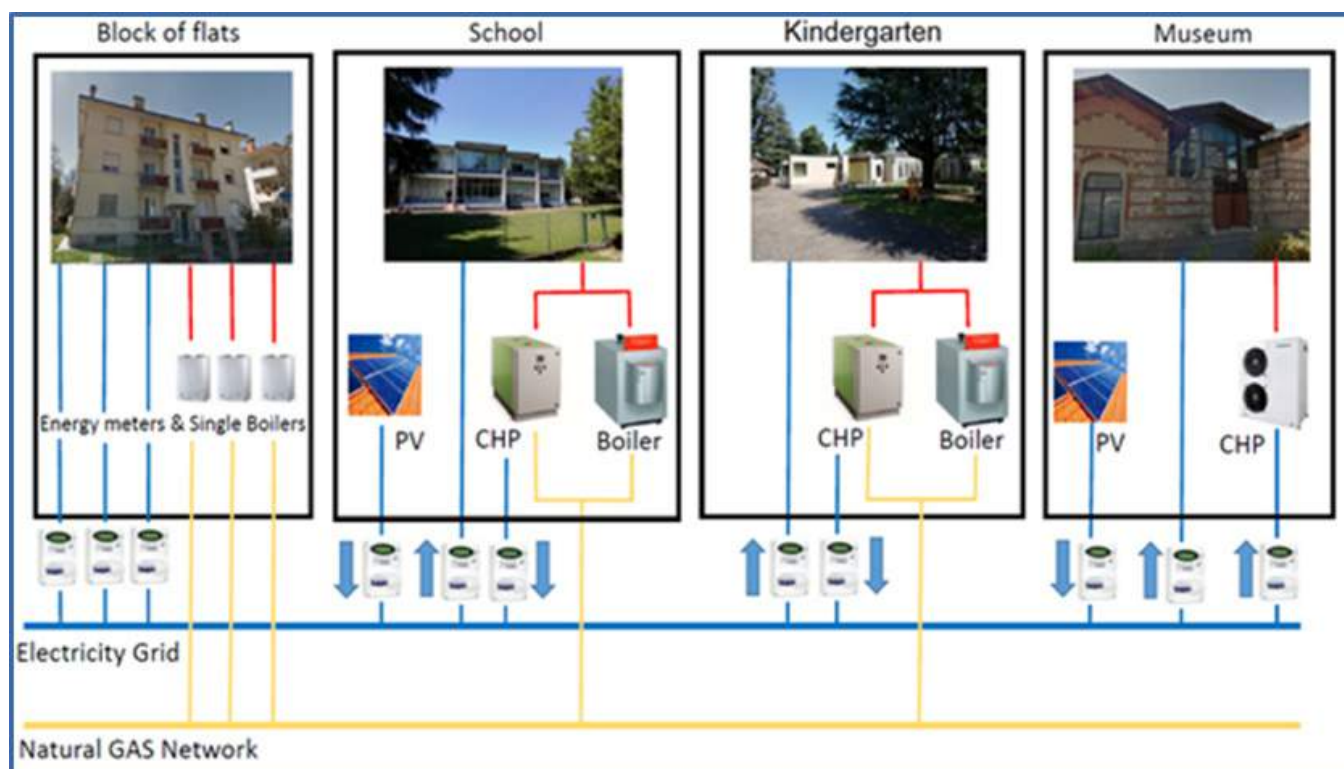 Block of flats
School
Kindergarten
Museum
Energy meters & Single Boilers
PV
CHP
Boiler
CHP
Boiler
PV
CHP
Electricity Grid
Natural GAS Network